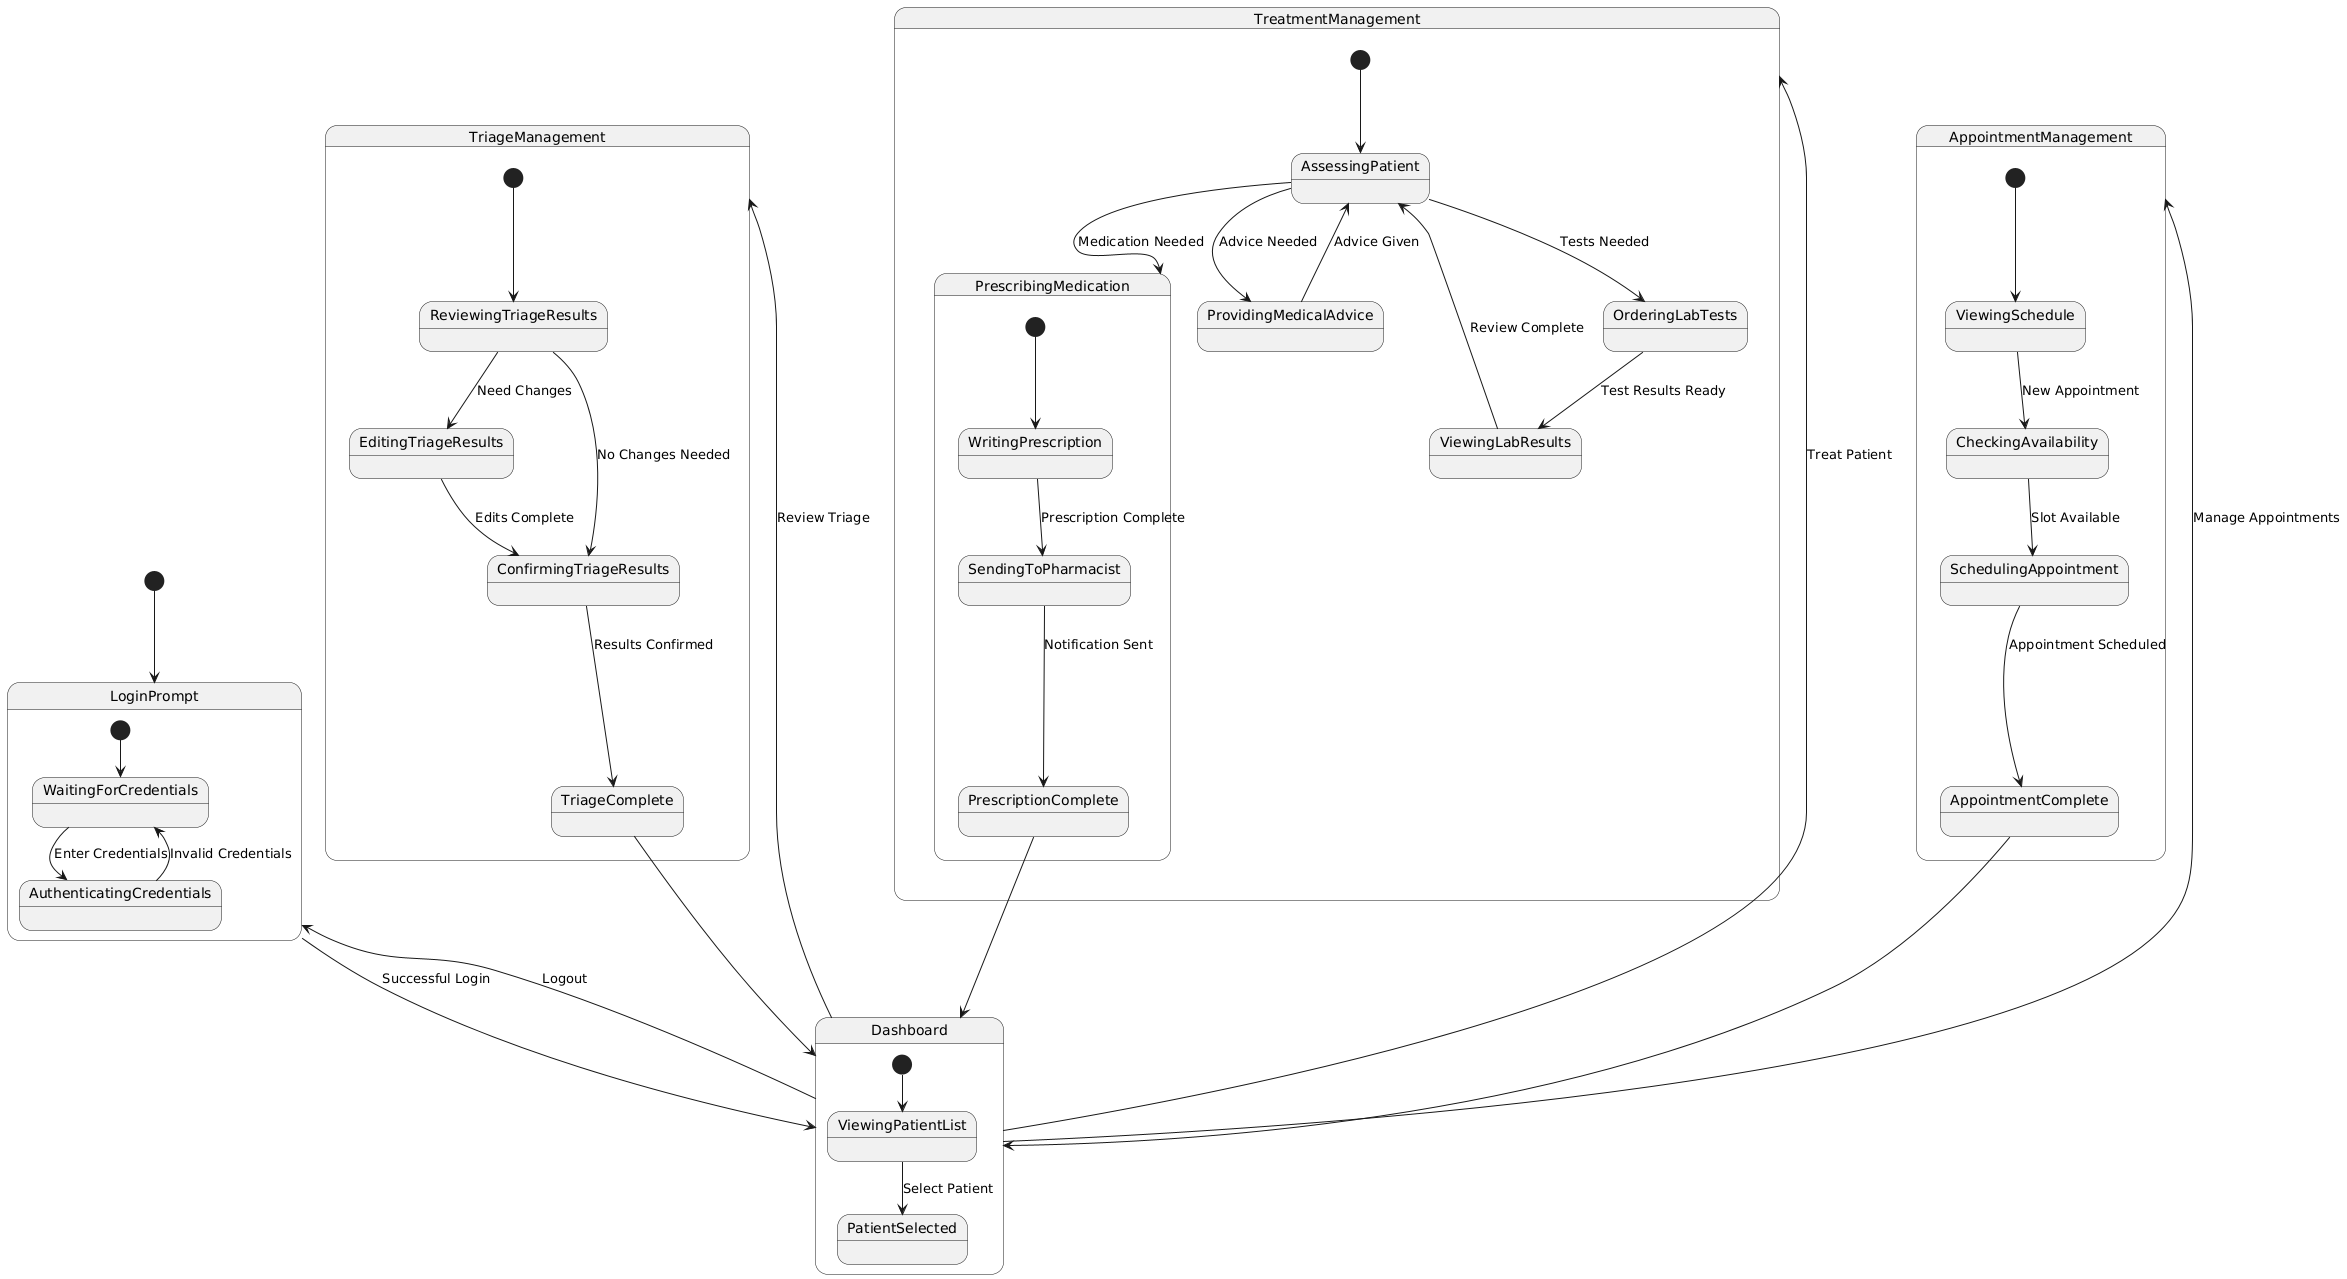 TreatmentManagement
TriageManagement
AppointmentManagement
AssessingPatient
Medication Needed
Advice Needed
Advice Given
Tests Needed
PrescribingMedication
ReviewingTriageResults
ProvidingMedicalAdvice
OrderingLabTests
ViewingSchedule
Review Complete
Need Changes
Test Results Ready
New Appointment
EditingTriageResults
WritingPrescription
ViewingLabResults
CheckingAvailability
No Changes Needed
Treat Patient
Edits Complete
Review Triage
Prescription Complete
Slot Available
Manage Appointments
ConfirmingTriageResults
SendingToPharmacist
SchedulingAppointment
Results Confirmed
Notification Sent
Appointment Scheduled
LoginPrompt
WaitingForCredentials
TriageComplete
PrescriptionComplete
AppointmentComplete
Enter Credentials
Invalid Credentials
AuthenticatingCredentials
Successful Login
Logout
Dashboard
ViewingPatientList
Select Patient
PatientSelected